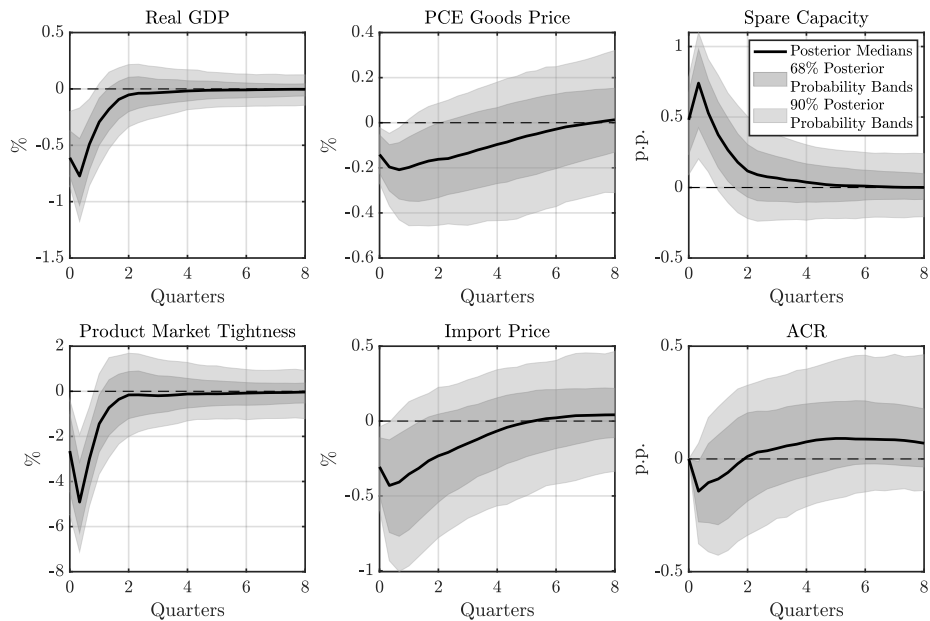 Real GDP
0.5
0
-0.5
-1
-1.5
%
0 2 4 6 8
Quarters
PCE Goods Price
0.4
0.2
0
-0.2
-0.4
-0.6
%
0 2 4 6 8
Quarters
Spare Capacity
1
0.5
0
-0.5
p.p.
0 2 4 6 8
Quarters
Posterior Medians
68% Posterior
Probability Bands
90% Posterior
Probability Bands
Product Market Tightness
2
0
-2
-4
-6
-8
%
0 2 4 6 8
Quarters
Import Price
0.5
0
-0.5
-1
%
0 2 4 6 8
Quarters
ACR
0.5
0
-0.5
p.p.
0 2 4 6 8
Quarters